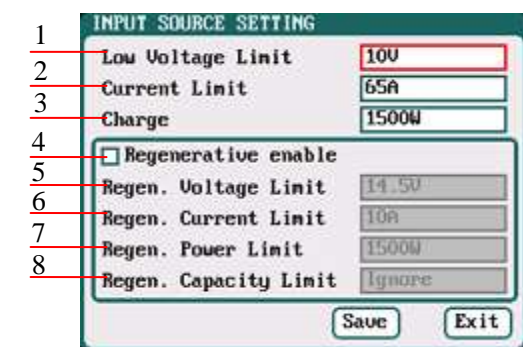 INPUT SOURCE SETTING
1 Low Voltage Limit 10V
2 Current Limit 65A
3 Charge 1500W
4 Regenerative enable
5 Regen. Voltage Limit 14.5V
6 Regen. Current Limit 10A
7 Regen. Power Limit 1500W
8 Regen. Capacity Limit Ignore
Save Exit